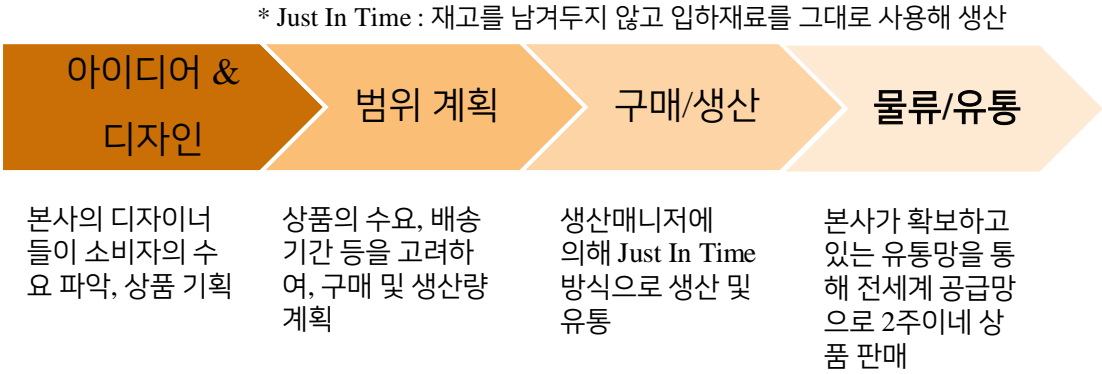 * Just In Time : 재고를 남겨두지 않고 입하재료를 그대로 사용해 생산
아이디어 &
디자인
범위 계획
구매/생산
물류/유통
본사의 디자이너
들이 소비자의 수
요 파악, 상품 기획
상품의 수요, 배송
기간 등을 고려하
여, 구매 및 생산량
계획
생산매니저에
의해 Just In Time
방식으로 생산 및
유통
본사가 확보하고
있는 유통망을 통
해 전세계 공급망
으로 2주이네 상
품 판매